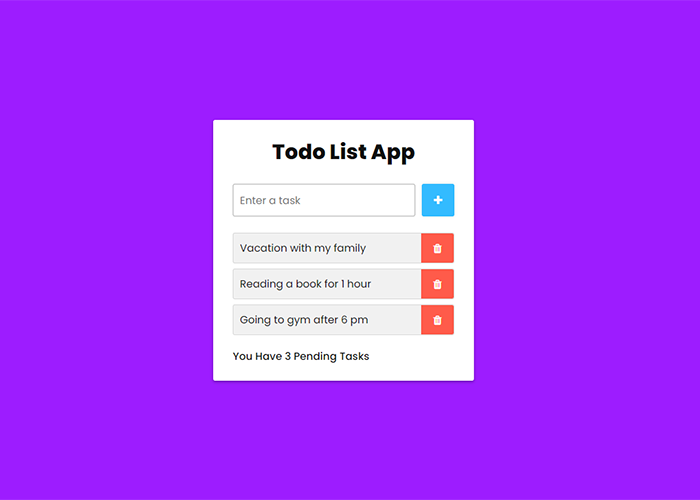 Todo List App
Enter a task
Vacation with my family
Reading a book for 1 hour
Going to gym after 6 pm
You Have 3 Pending Tasks